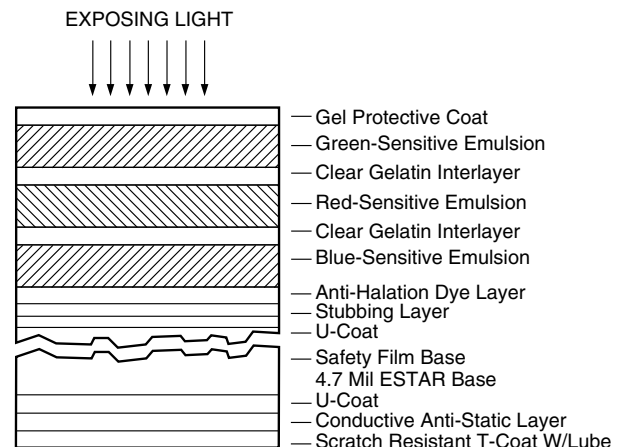 EXPOSING LIGHT
Gel Protective Coat
Green-Sensitive Emulsion
Clear Gelatin Interlayer
Red-Sensitive Emulsion
Clear Gelatin Interlayer
Blue-Sensitive Emulsion
Anti-Halation Dye Layer
Stubbing Layer
U-Coat
Safety Film Base
4.7 Mil ESTAR Base
U-Coat
Conductive Anti-Static Layer
Scratch Resistant T-Coat W/Lube